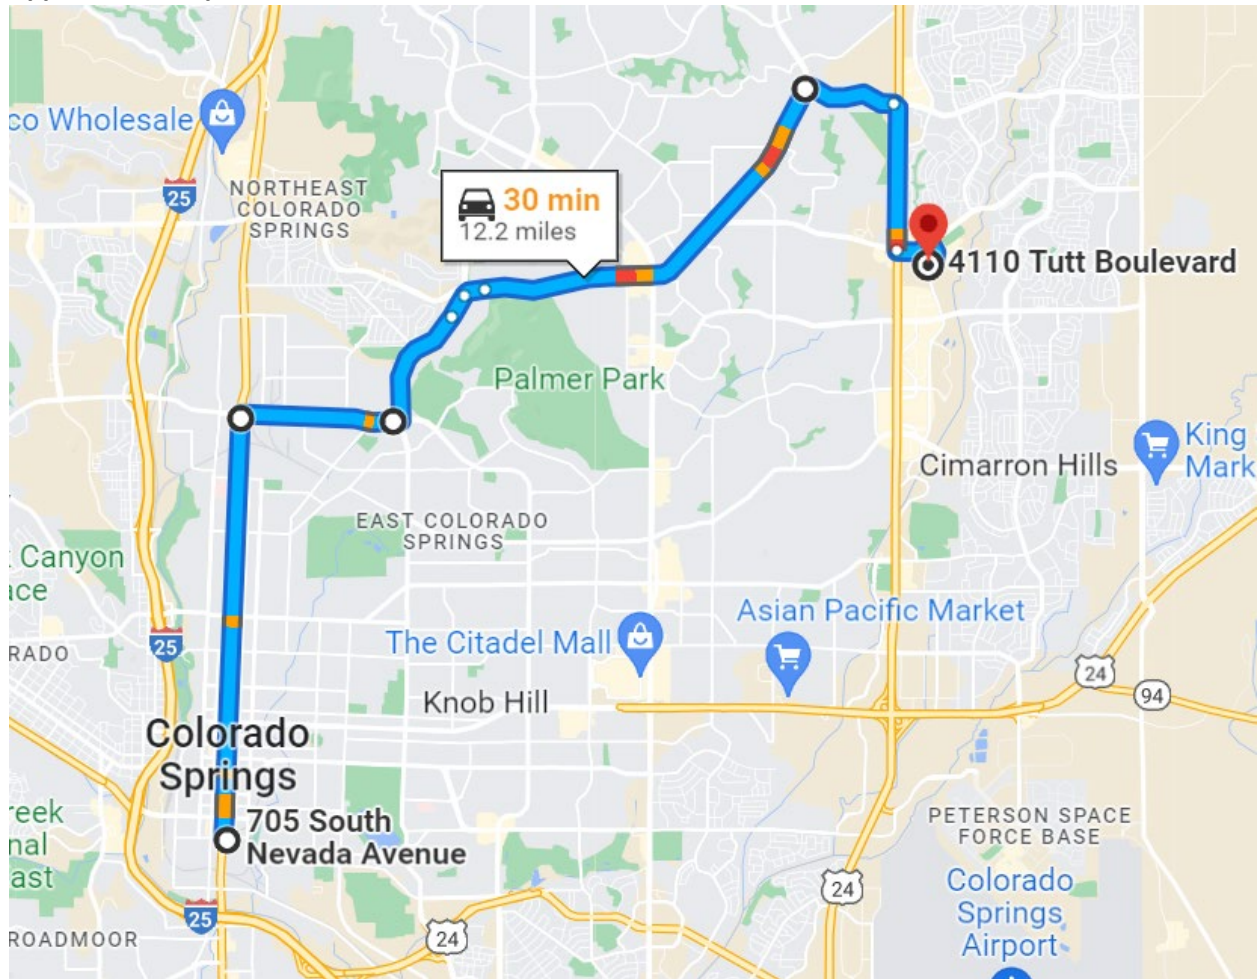 co Wholesale
25
NORTHEAST
COLORADO
SPRINGS
30 min
12.2 miles
4110 Tutt Boulevard
Palmer Park
King
Mark
Cimarron Hills
EAST COLORADO
SPRINGS
Canyon
ace
Asian Pacific Market
The Citadel Mall
25
RADO
24
94
Knob Hill
Colorado
Springs
705 South
Nevada Avenue
reek
nal
ast
PETERSON SPACE
FORCE BASE
24
Colorado
Springs
Airport
25
24
ROADMOOR